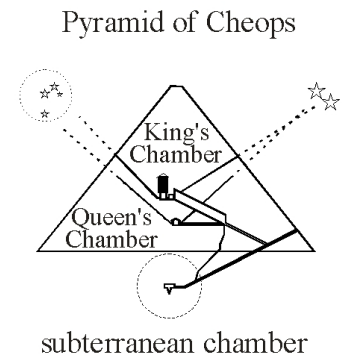 Pyramid of Cheops
King's
Chamber
Queen's
Chamber
subterranean chamber